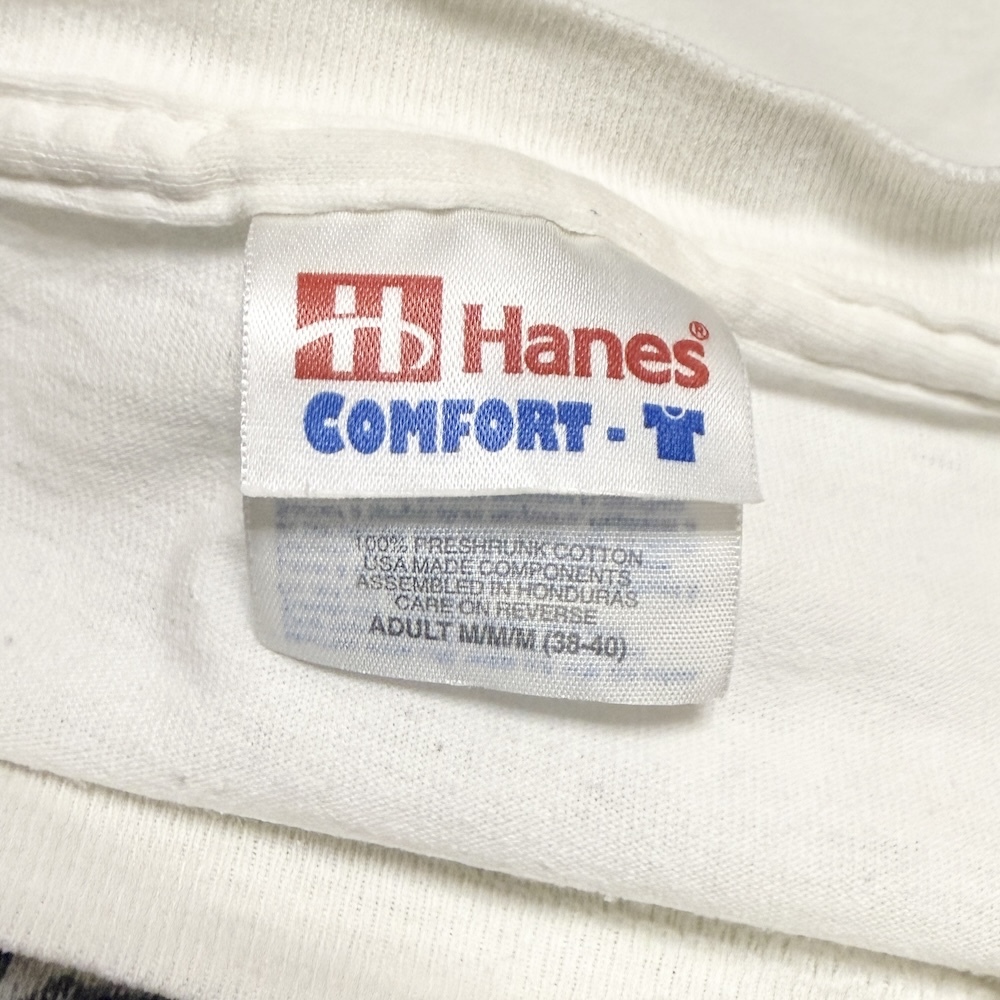 Hanes®
COMFORT -
100% PRESHRUNK COTTON
USA MADE COMPONENTS
ASSEMBLED IN HONDURAS
CARE ON REVERSE
ADULT M/M/M (38-40)